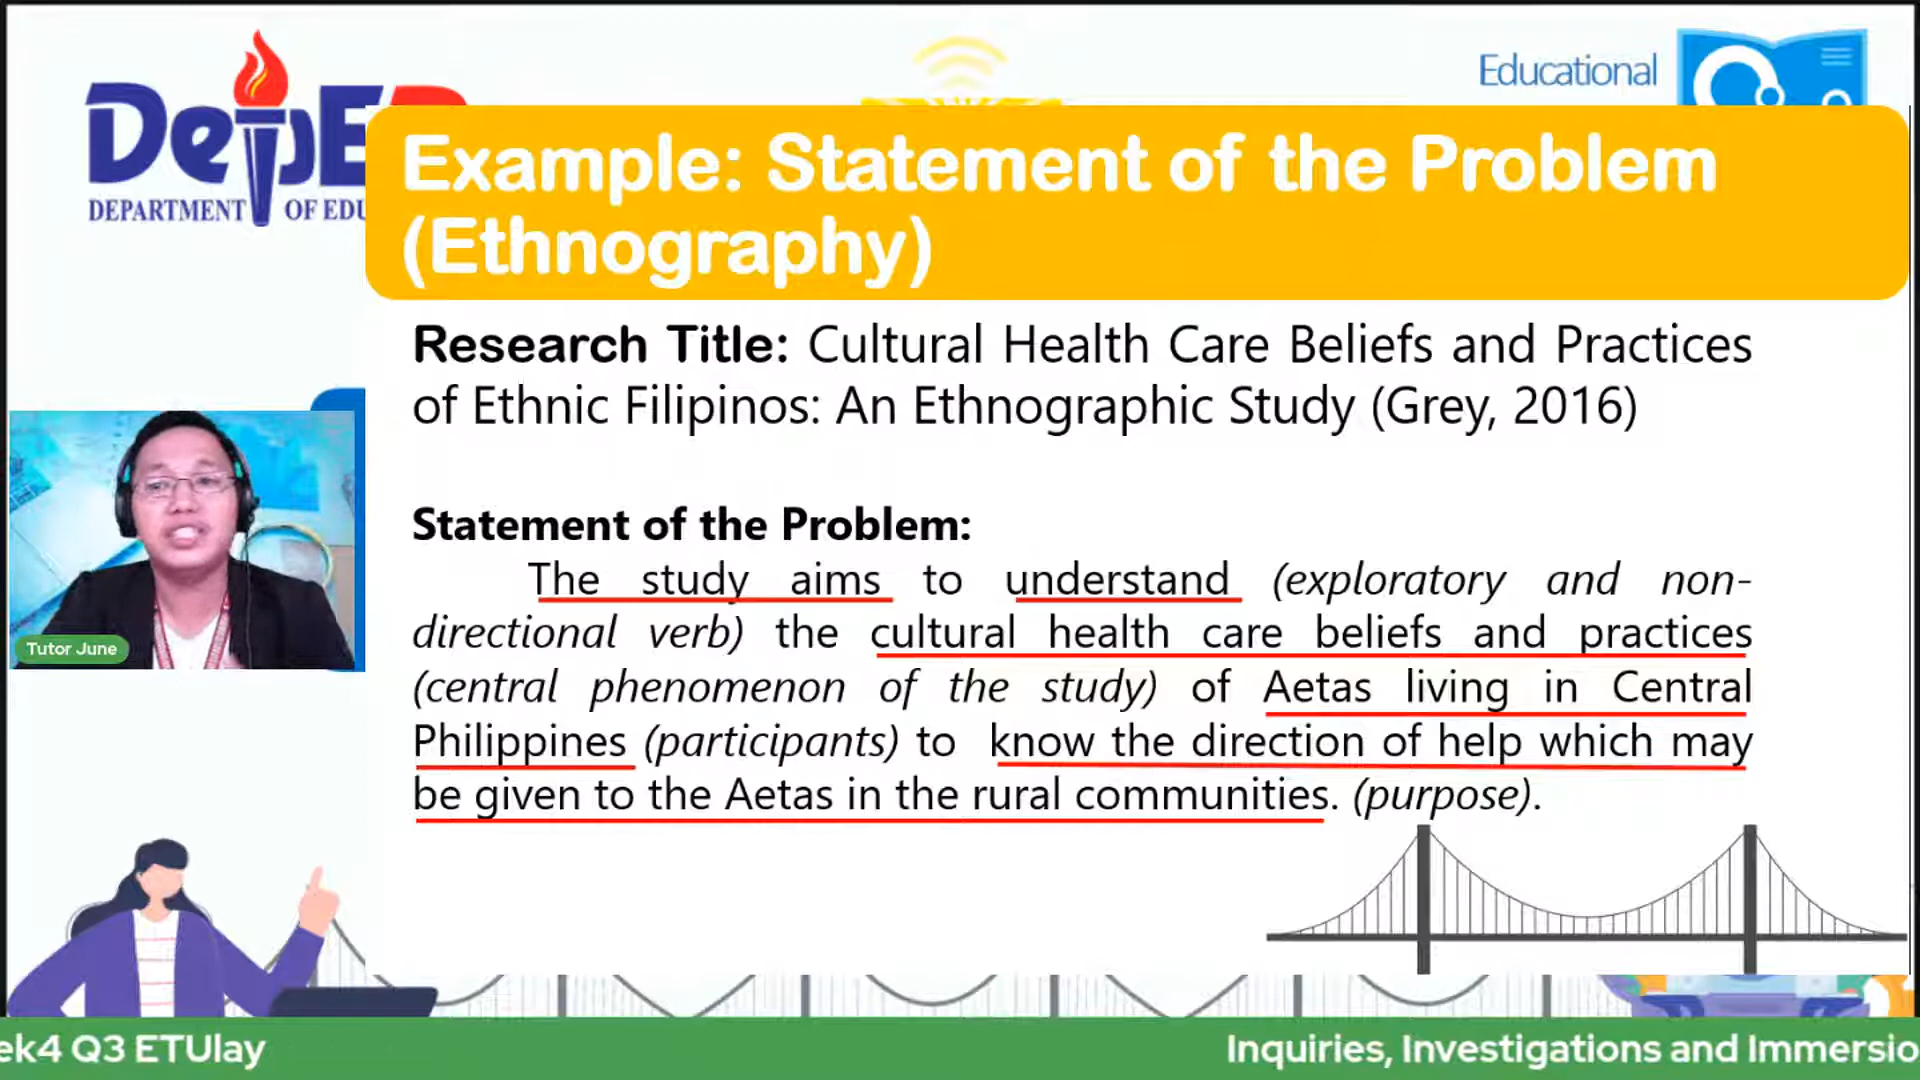 DepED
DEPARTMENT OF EDU
Educational
Example: Statement of the Problem
(Ethnography)
Research Title: Cultural Health Care Beliefs and Practices
of Ethnic Filipinos: An Ethnographic Study (Grey, 2016)
Statement of the Problem:
The study aims to understand (exploratory and non-
directional verb) the cultural health care beliefs and practices
(central phenomenon of the study) of Aetas living in Central
Philippines (participants) to know the direction of help which may
be given to the Aetas in the rural communities. (purpose).
Tutor June
ek4 Q3 ETUlay
Inquiries, Investigations and Immersio